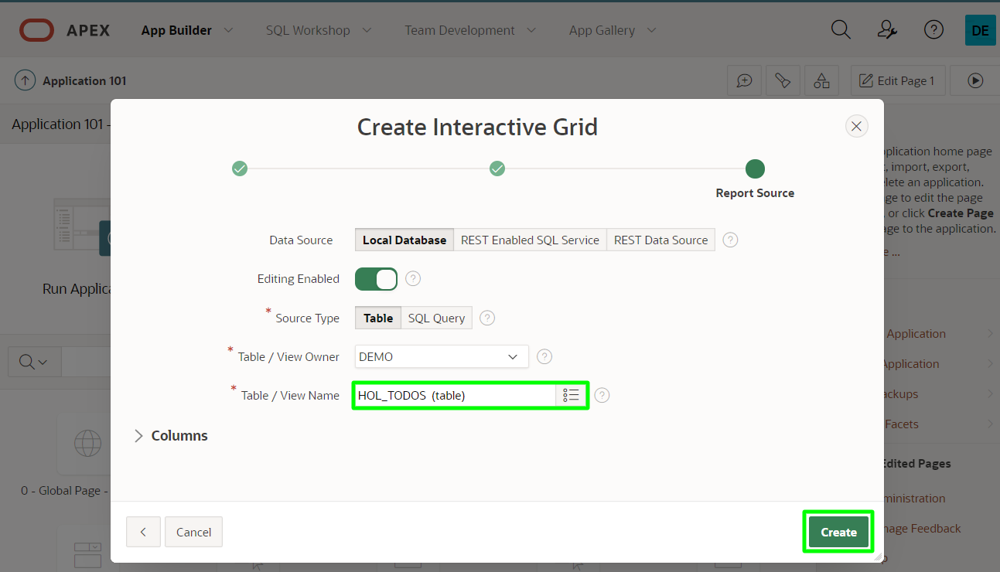 APEX App Builder SQL Workshop Team Development App Gallery DE
Application 101 Edit Page 1
Application 101 -
Create Interactive Grid
Report Source
Data Source Local Database REST Enabled SQL Service REST Data Source ?
Editing Enabled ?
* Source Type Table SQL Query ?
* Table / View Owner DEMO ?
* Table / View Name HOL_TODOS (table) ?
Columns
Cancel Create
Run Applica
0 - Global Page -
application home page
, import, export,
elete an application.
ge to edit the page
, or click Create Page
age to the application.
e ...
Application
Application
ackups
Facets
Edited Pages
ministration
nage Feedback
p